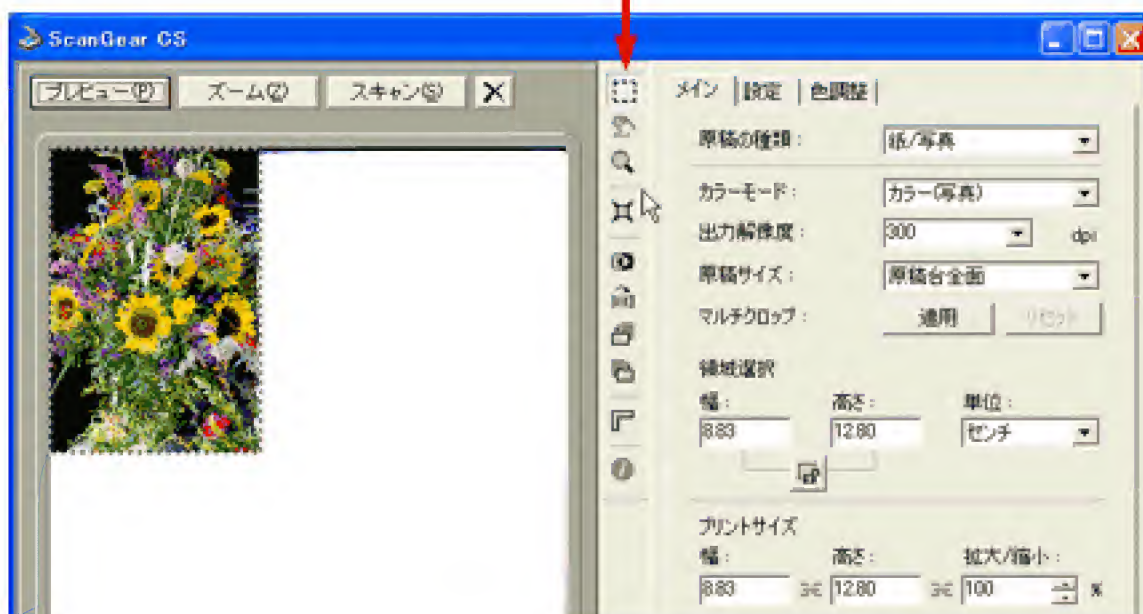 ScanGear CS
プレビュー(P) ズーム(Z) スキャン(S)
メイン 設定 色調整
原稿の種類： 紙/写真
カラーモード： カラー(写真)
出力解像度： 300 dpi
原稿サイズ： 原稿台全面
マルチクロップ： 適用 リセット
領域選択
幅： 高さ： 単位：
8.83 12.80 センチ
プリントサイズ
幅： 高さ： 拡大/縮小：
8.83 12.80 100 %